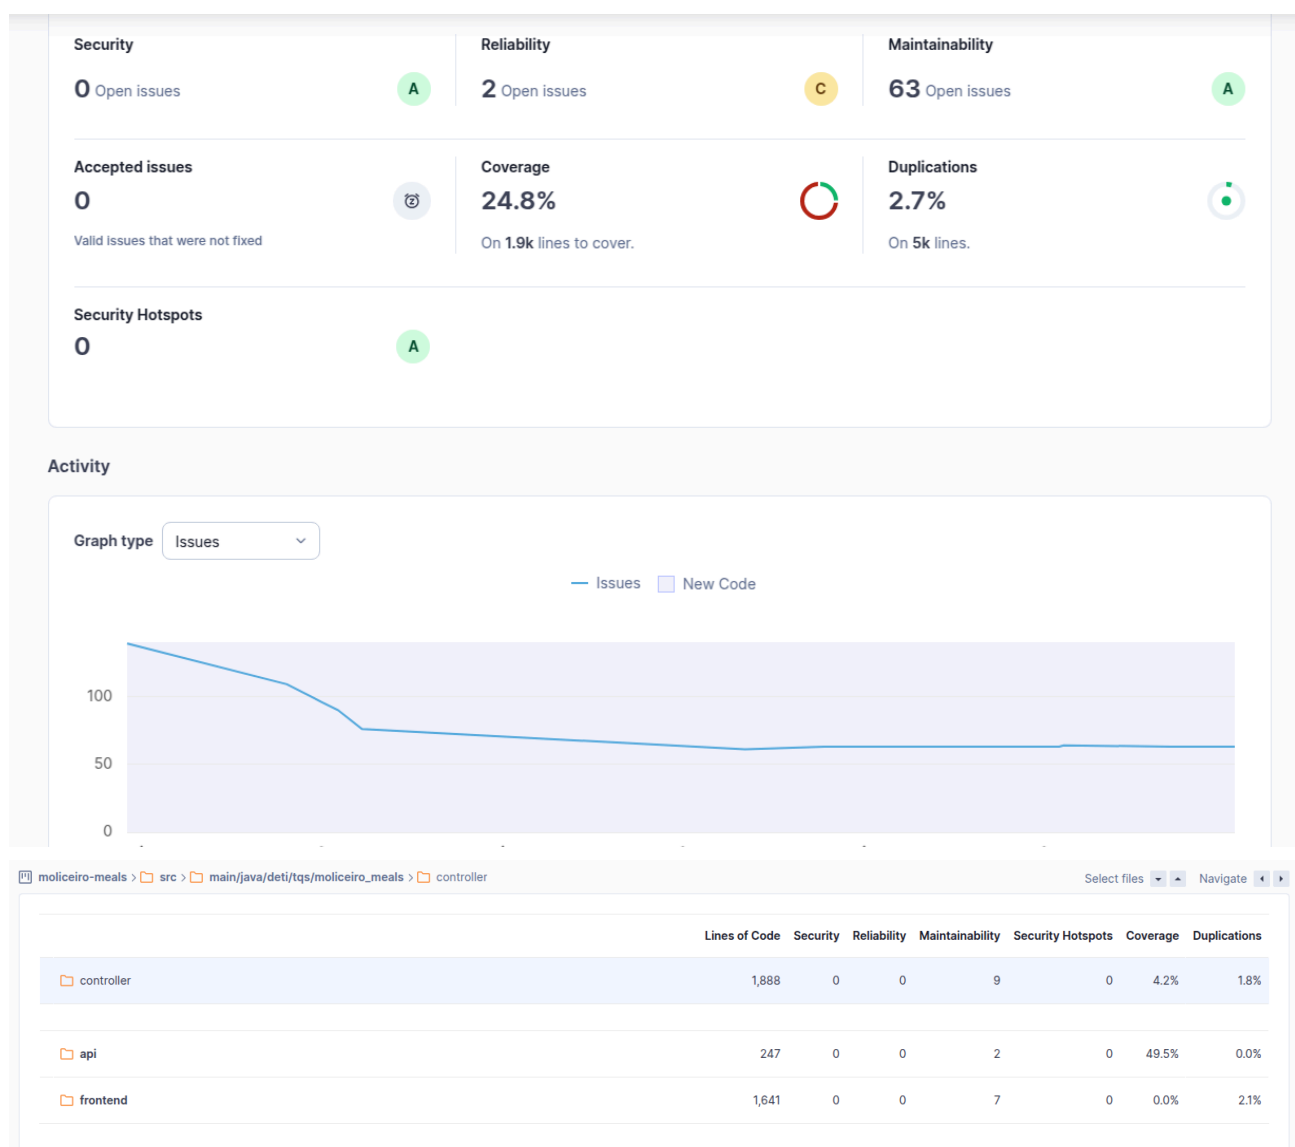 Security Reliability Maintainability
0 Open issues A 2 Open issues C 63 Open issues A
Accepted issues Coverage Duplications
0 24.8% 2.7%
Valid issues that were not fixed On 1.9k lines to cover. On 5k lines.
Security Hotspots
0 A
Activity
Graph type Issues
Issues New Code
100
50
0
moliceiro-meals > src > main/java/deti/tqs/moliceiro_meals > controller Select files Navigate
Lines of Code Security Reliability Maintainability Security Hotspots Coverage Duplications
controller 1,888 0 0 9 0 4.2% 1.8%
api 247 0 0 2 0 49.5% 0.0%
frontend 1,641 0 0 7 0 0.0% 2.1%